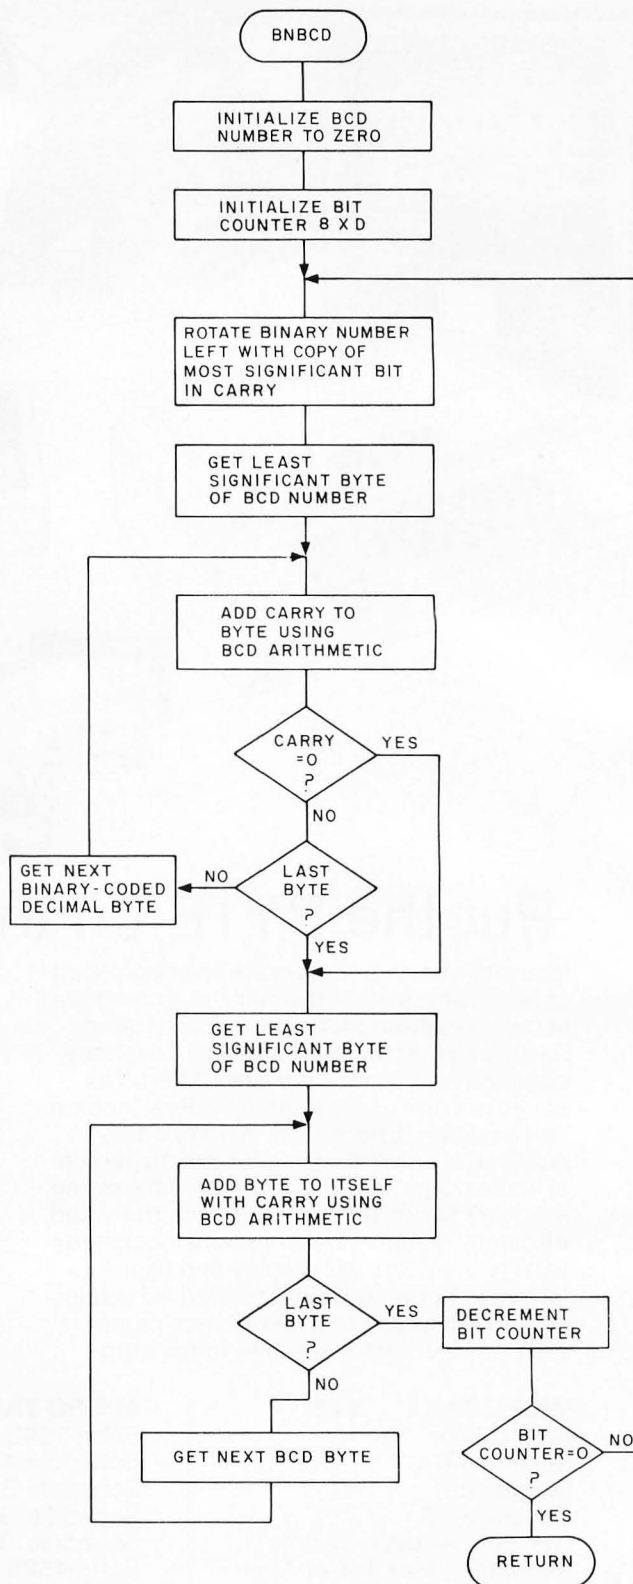 BNBCD
INITIALIZE BCD
NUMBER TO ZERO
INITIALIZE BIT
COUNTER 8 X D
ROTATE BINARY NUMBER
LEFT WITH COPY OF
MOST SIGNIFICANT BIT
IN CARRY
GET LEAST
SIGNIFICANT BYTE
OF BCD NUMBER
ADD CARRY TO
BYTE USING
BCD ARITHMETIC
CARRY
=0
?
YES
NO
LAST
BYTE
?
NO
GET NEXT
BINARY-CODED
DECIMAL BYTE
YES
GET LEAST
SIGNIFICANT BYTE
OF BCD NUMBER
ADD BYTE TO ITSELF
WITH CARRY USING
BCD ARITHMETIC
LAST
BYTE
?
YES
DECREMENT
BIT COUNTER
NO
GET NEXT BCD BYTE
BIT
COUNTER=0
?
NO
YES
RETURN